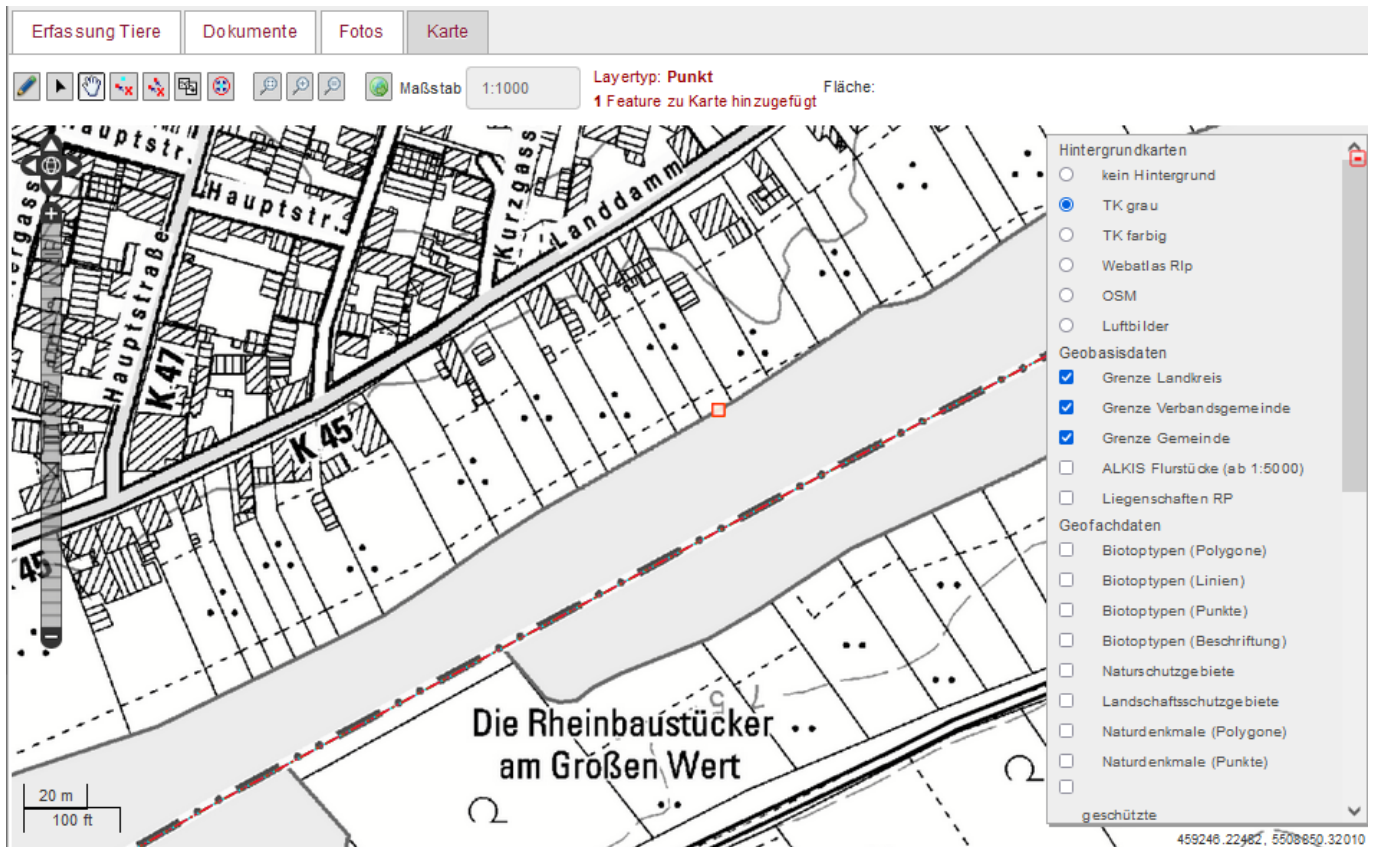 Erfassung Tiere
Dokumente
Fotos
Karte
Maßstab
1:1000
Layertyp: Punkt
1 Feature zu Karte hinzugefügt
Fläche:
Hauptstr.
Hauptstr.
Hauptstraße
Kurzgass
Landdamm
ergass
K 47
K 45
45
75
Die Rheinbaustücker
am Großen Wert
20 m
100 ft
Hintergrundkarten
kein Hintergrund
TK grau
TK farbig
Webatlas Rlp
OSM
Luftbilder
Geobasisdaten
Grenze Landkreis
Grenze Verbandsgemeinde
Grenze Gemeinde
ALKIS Flurstücke (ab 1:5000)
Liegenschaften RP
Geofachdaten
Biotoptypen (Polygone)
Biotoptypen (Linien)
Biotoptypen (Punkte)
Biotoptypen (Beschriftung)
Naturschutzgebiete
Landschaftsschutzgebiete
Naturdenkmale (Polygone)
Naturdenkmale (Punkte)
geschützte
459246.22482, 5508850.32010